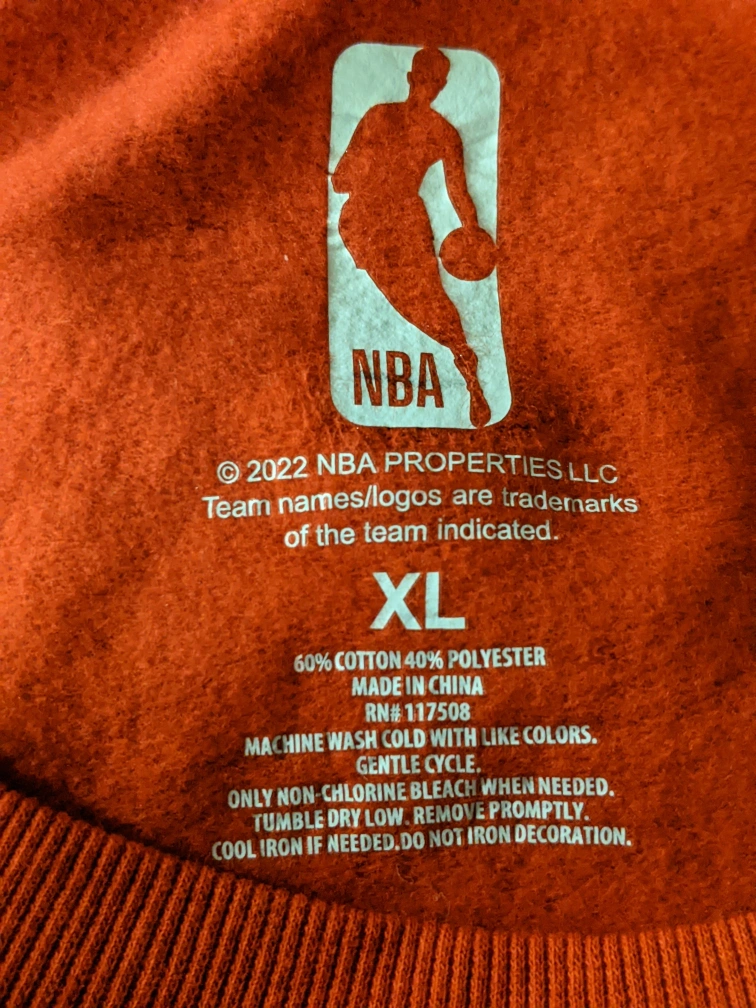 NBA
© 2022 NBA PROPERTIES LLC
Team names/logos are trademarks
of the team indicated.
XL
60% COTTON 40% POLYESTER
MADE IN CHINA
RN# 117508
MACHINE WASH COLD WITH LIKE COLORS.
GENTLE CYCLE.
ONLY NON-CHLORINE BLEACH WHEN NEEDED.
TUMBLE DRY LOW. REMOVE PROMPTLY.
COOL IRON IF NEEDED.DO NOT IRON DECORATION.